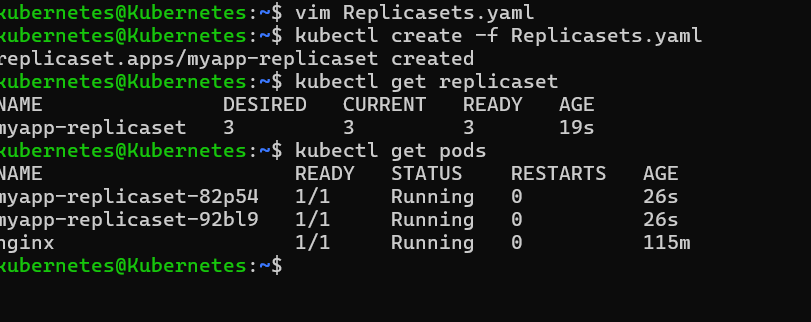 kubernetes@Kubernetes:~$ vim Replicasets.yaml
kubernetes@Kubernetes:~$ kubectl create -f Replicasets.yaml
replicaset.apps/myapp-replicaset created
kubernetes@Kubernetes:~$ kubectl get replicaset
NAME               DESIRED   CURRENT   READY   AGE
myapp-replicaset   3         3         3       19s
kubernetes@Kubernetes:~$ kubectl get pods
NAME                     READY   STATUS    RESTARTS   AGE
myapp-replicaset-82p54   1/1     Running   0          26s
myapp-replicaset-92bl9   1/1     Running   0          26s
nginx                    1/1     Running   0          115m
kubernetes@Kubernetes:~$